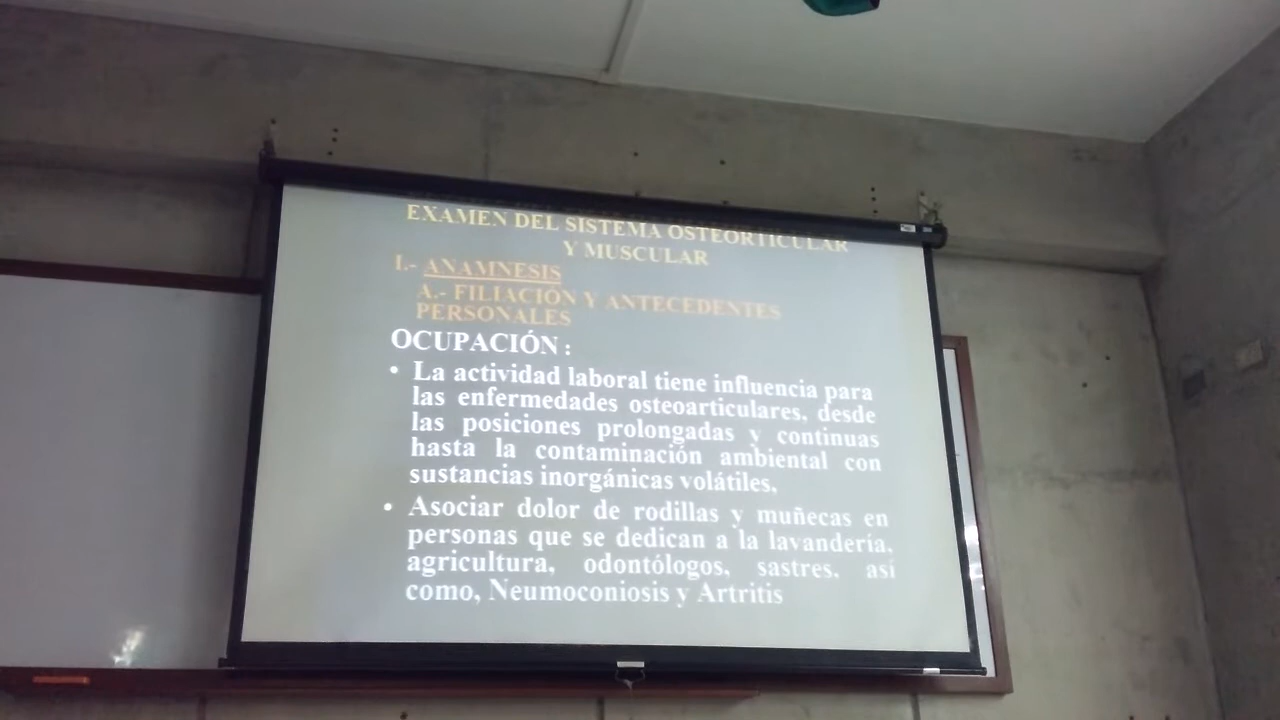 EXAMEN DEL SISTEMA OSTEORTICULAR
Y MUSCULAR
I.- ANAMNESIS
A.- FILIACIÓN Y ANTECEDENTES
PERSONALES
OCUPACIÓN :
• La actividad laboral tiene influencia para
las enfermedades osteoarticulares, desde
las posiciones prolongadas y continuas
hasta la contaminación ambiental con
sustancias inorgánicas volátiles,
• Asociar dolor de rodillas y muñecas en
personas que se dedican a la lavandería,
agricultura, odontólogos, sastres, así
como, Neumoconiosis y Artritis